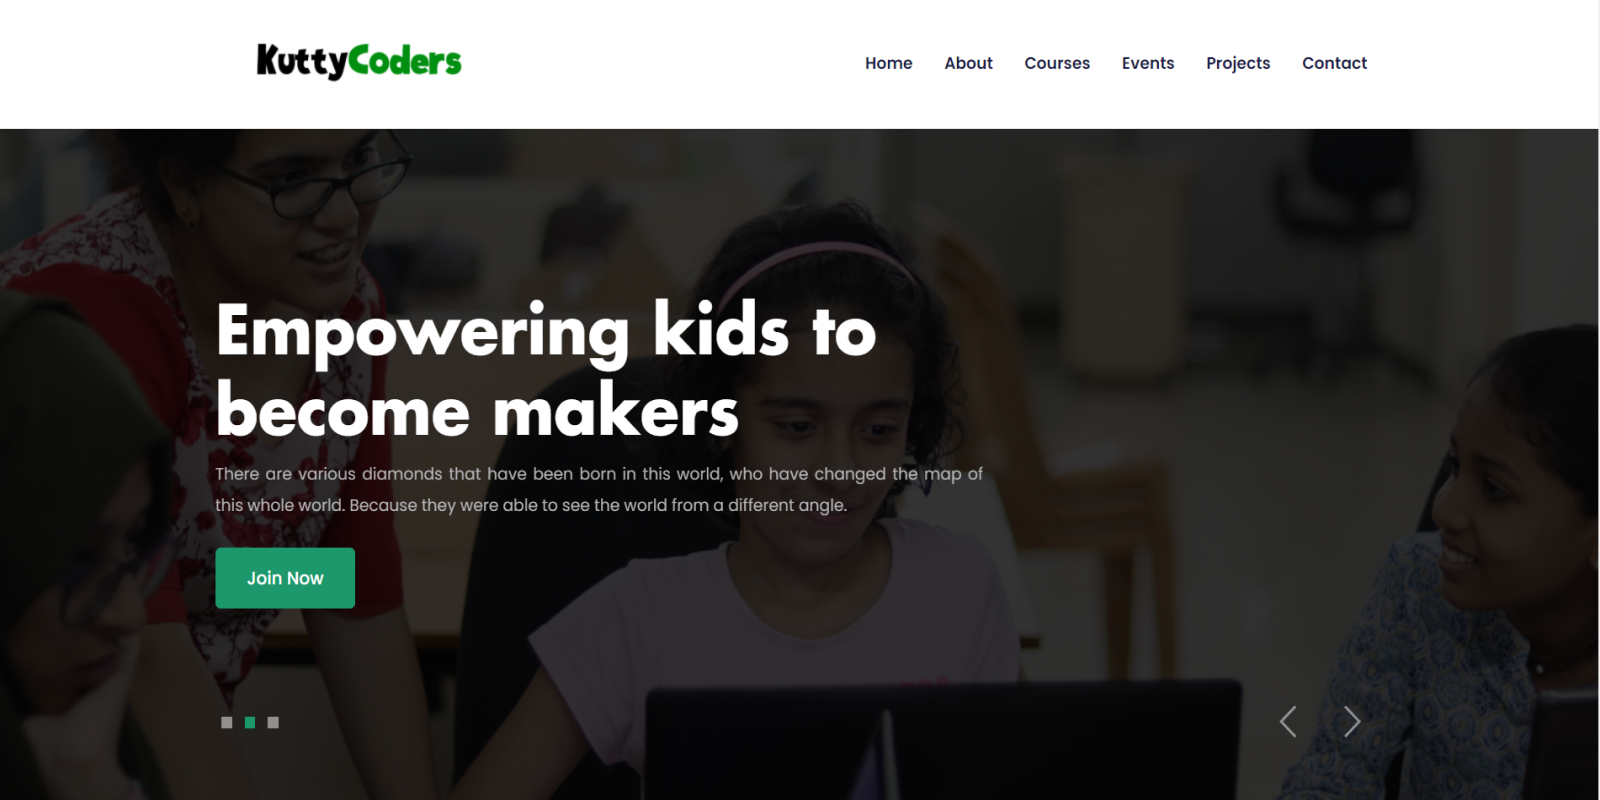 KuttyCoders
Home About Courses Events Projects Contact
Empowering kids to
become makers
There are various diamonds that have been born in this world, who have changed the map of
this whole world. Because they were able to see the world from a different angle.
Join Now